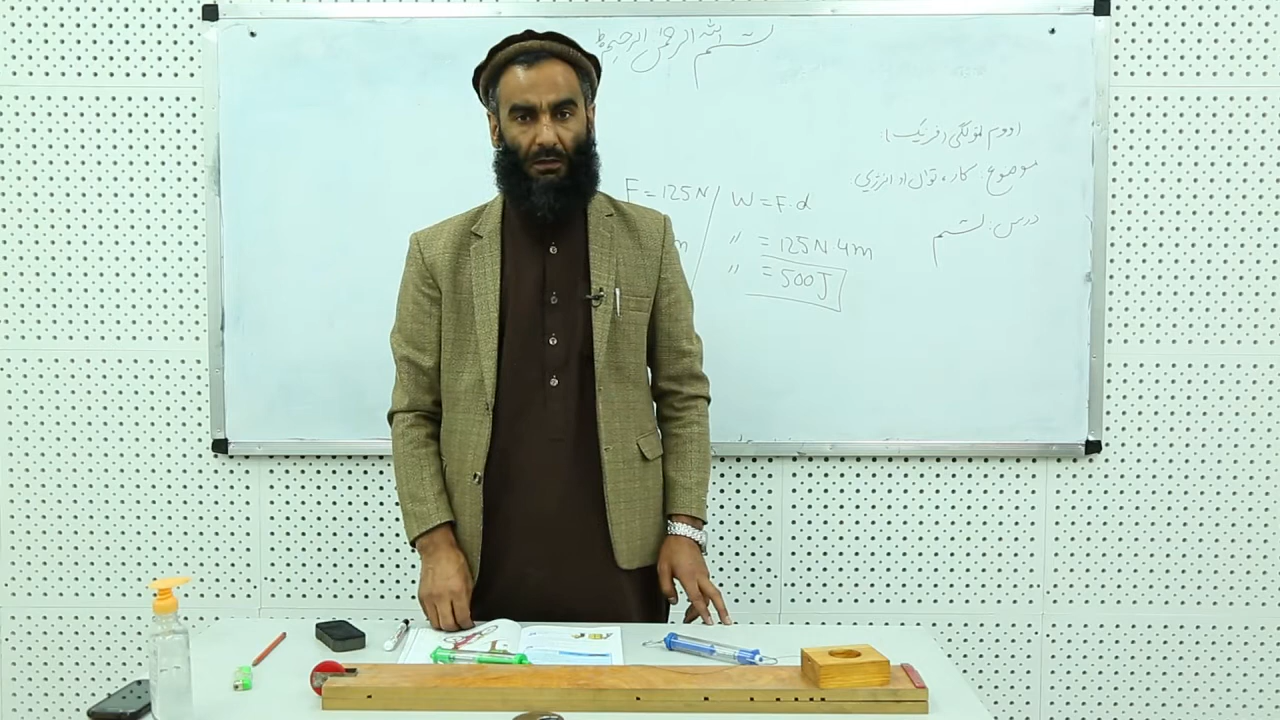 بسم الله الرحمن الرحیم
اووم ټولګی (فزیک):
موضوع: کار، توان او انرژي
درس: لسم
F = 125N / W = F.d
m / " = 125N 4m
" = 500J